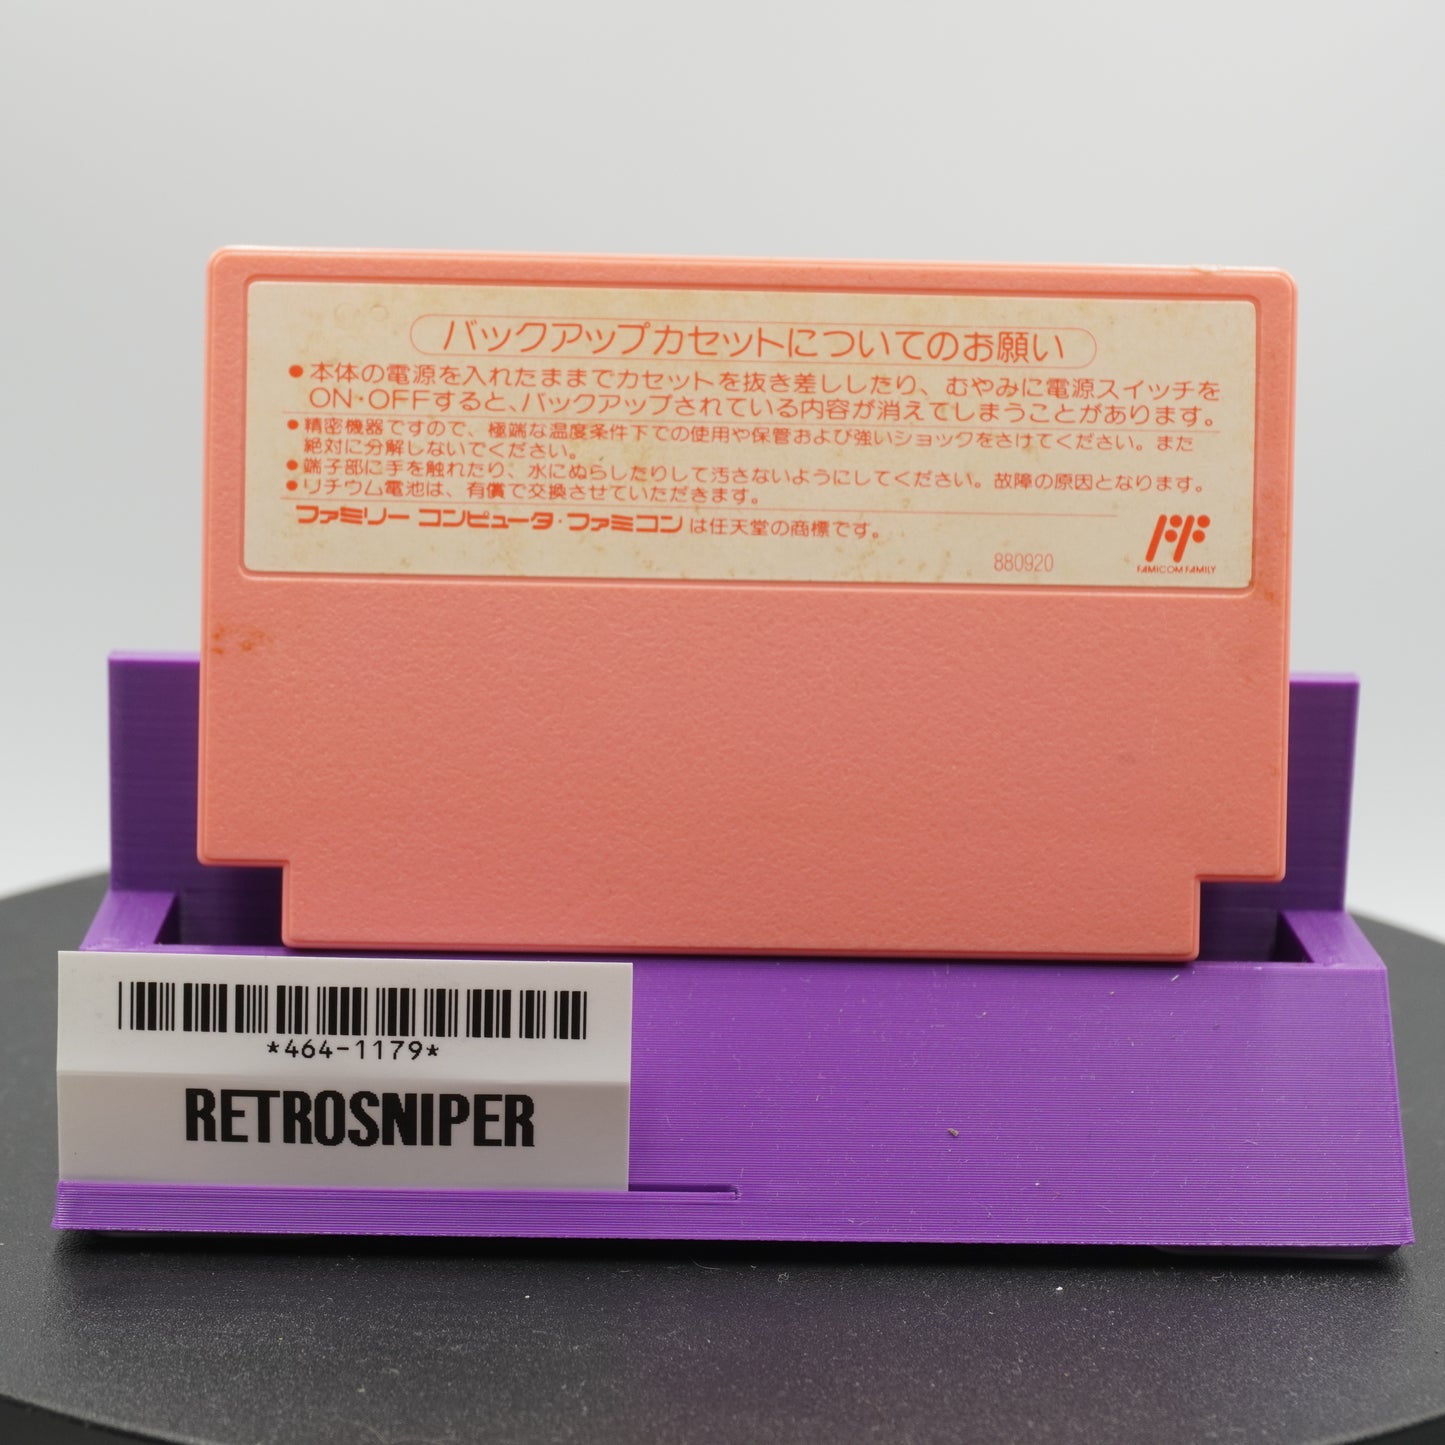 バックアップカセットについてのお願い
●本体の電源を入れたままでカセットを抜き差ししたり、むやみに電源スイッチを
ON・OFFすると、バックアップされている内容が消えてしまうことがあります。
●精密機器ですので、極端な温度条件下での使用や保管および強いショックをさけてください。また
絶対に分解しないでください。
●端子部に手を触れたり、水にぬらしたりして汚さないようにしてください。故障の原因となります。
●リチウム電池は、有償で交換させていただきます。
ファミリー コンピュータ・ファミコン は任天堂の商標です。
880920
FF
FAMICOM FAMILY
*464-1179*
RETROSNIPER